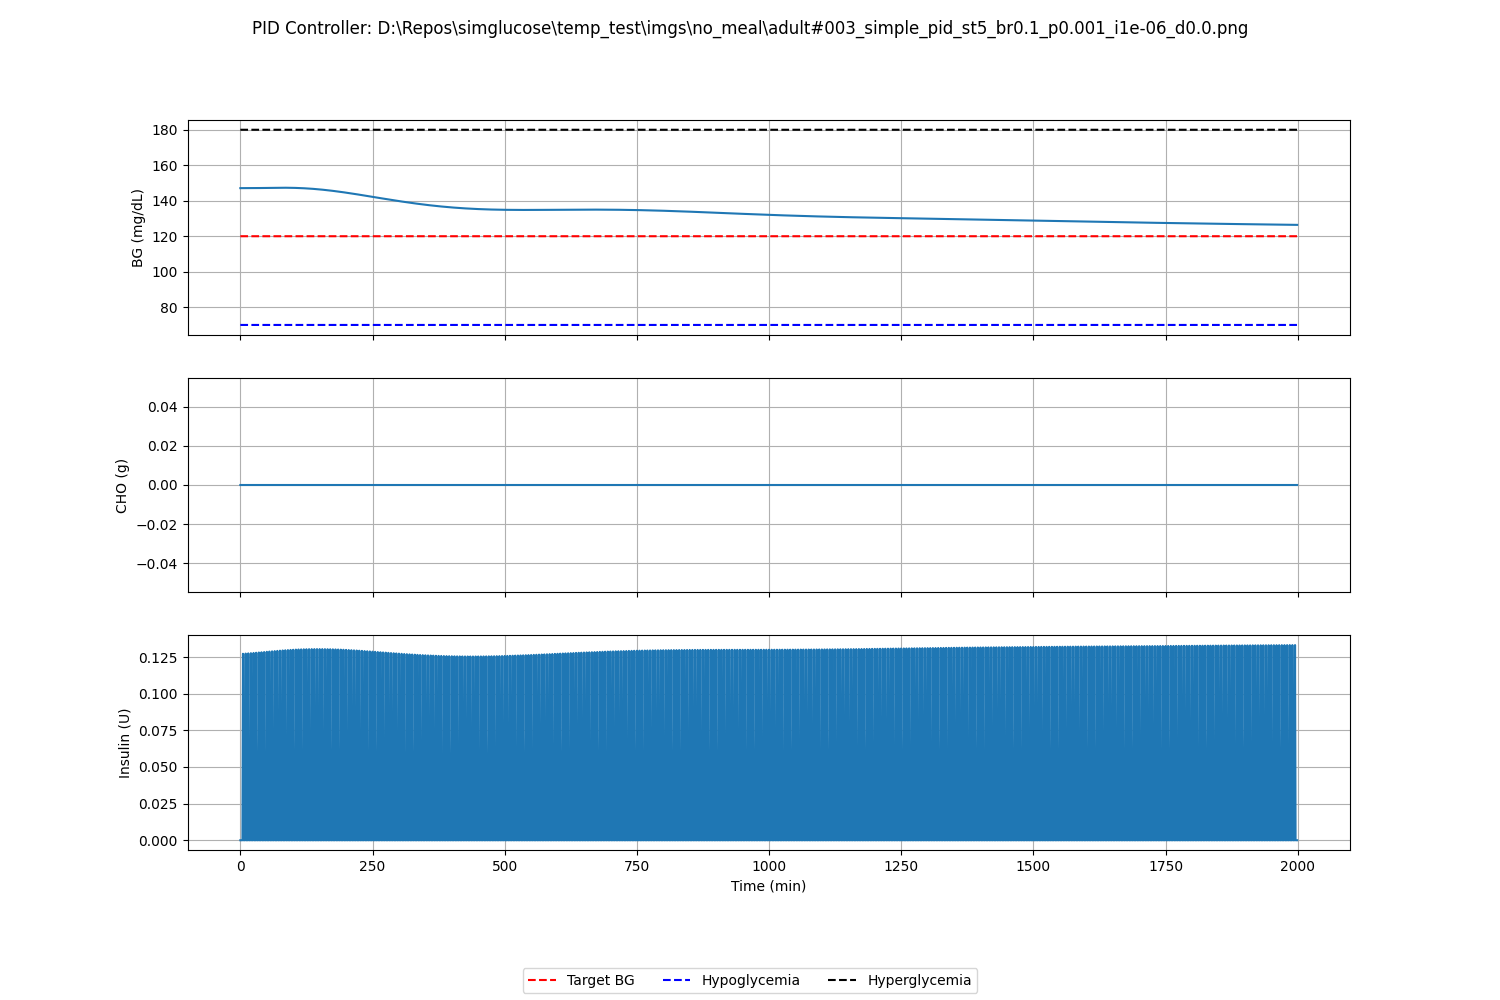 PID Controller: D:\Repos\simglucose\temp_test\imgs\no_meal\adult#003_simple_pid_st5_br0.1_p0.001_i1e-06_d0.0.png
180
160
140
120
100
80
BG (mg/dL)
0.04
0.02
0.00
−0.02
−0.04
CHO (g)
0.125
0.100
0.075
0.050
0.025
0.000
Insulin (U)
0 250 500 750 1000 1250 1500 1750 2000
Time (min)
Target BG Hypoglycemia Hyperglycemia